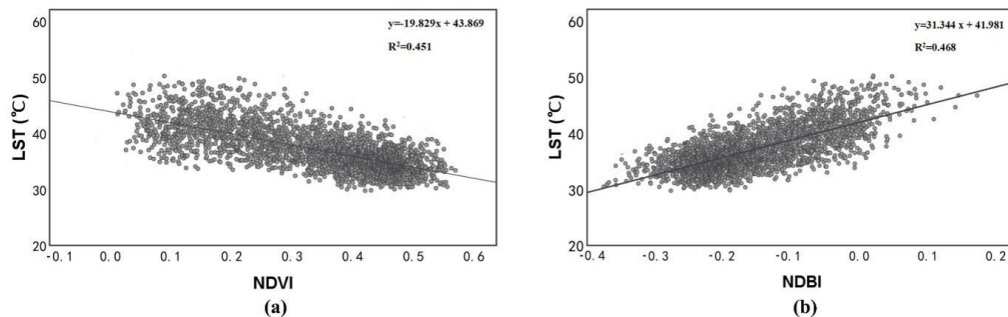 y=-19.829x + 43.869
R²=0.451
60
50
40
30
20
LST (℃)
-0.1 0.0 0.1 0.2 0.3 0.4 0.5 0.6
NDVI
(a)
y=31.344 x + 41.981
R²=0.468
60
50
40
30
20
LST (℃)
-0.4 -0.3 -0.2 -0.1 0.0 0.1 0.2
NDBI
(b)